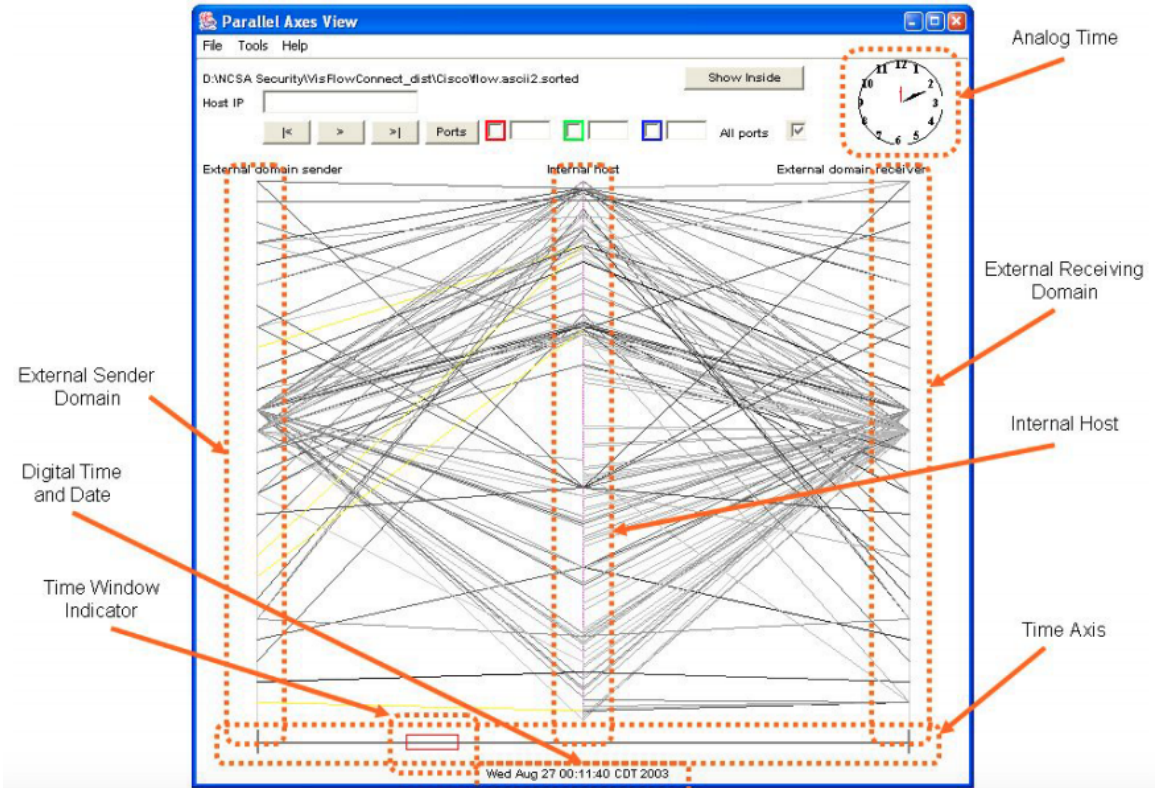 Parallel Axes View
Analog Time
File Tools Help
D:\NCSA Security\VisFlowConnect_dist\Cisco\flow.ascii2.sorted
Show Inside
Host IP
|< > >| Ports All ports
12
1
2
3
4
5
6
7
8
9
10
11
External domain sender Internal host External domain receiver
External Receiving
Domain
External Sender
Domain
Internal Host
Digital Time
and Date
Time Window
Indicator
Time Axis
Wed Aug 27 00:11:40 CDT 2003